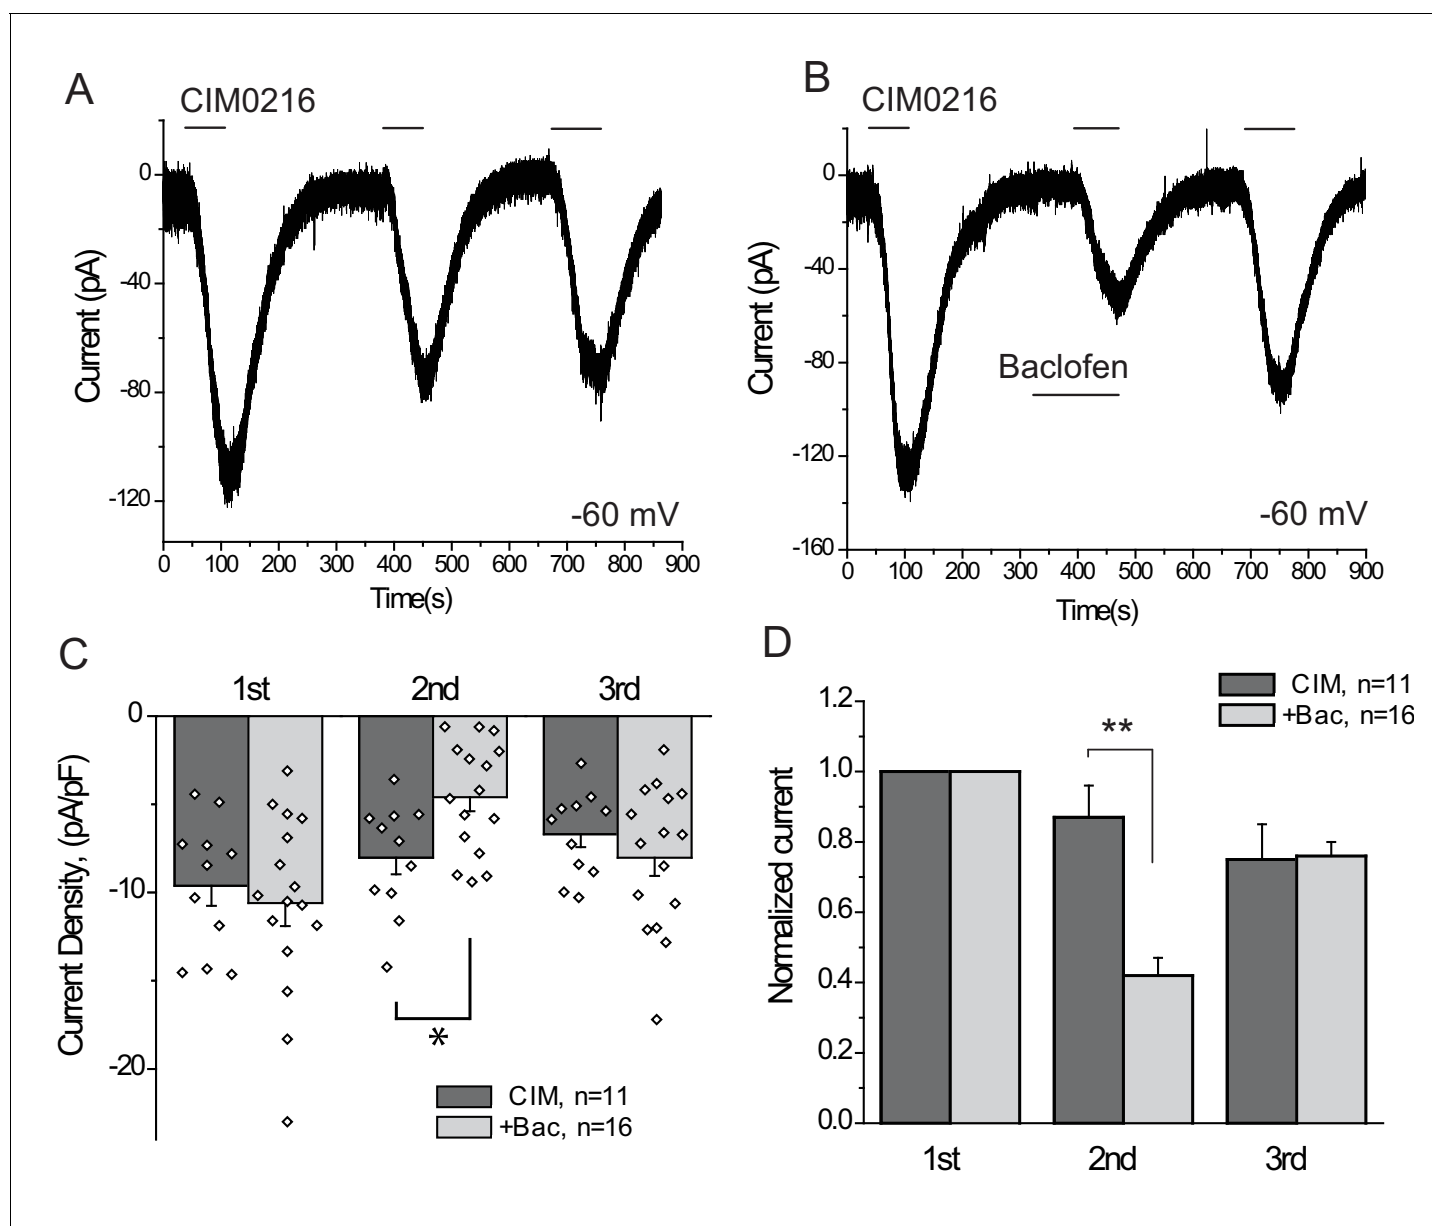 A
CIM0216
0
-40
-80
-120
Current (pA)
-60 mV
0 100 200 300 400 500 600 700 800 900
Time(s)
B
CIM0216
0
-40
-80
-120
-160
Current (pA)
Baclofen
-60 mV
0 100 200 300 400 500 600 700 800 900
Time(s)
C
1st 2nd 3rd
0
-10
-20
Current Density, (pA/pF)
*
CIM, n=11
+Bac, n=16
D
CIM, n=11
+Bac, n=16
**
1.2
1.0
0.8
0.6
0.4
0.2
0.0
Normalized current
1st 2nd 3rd